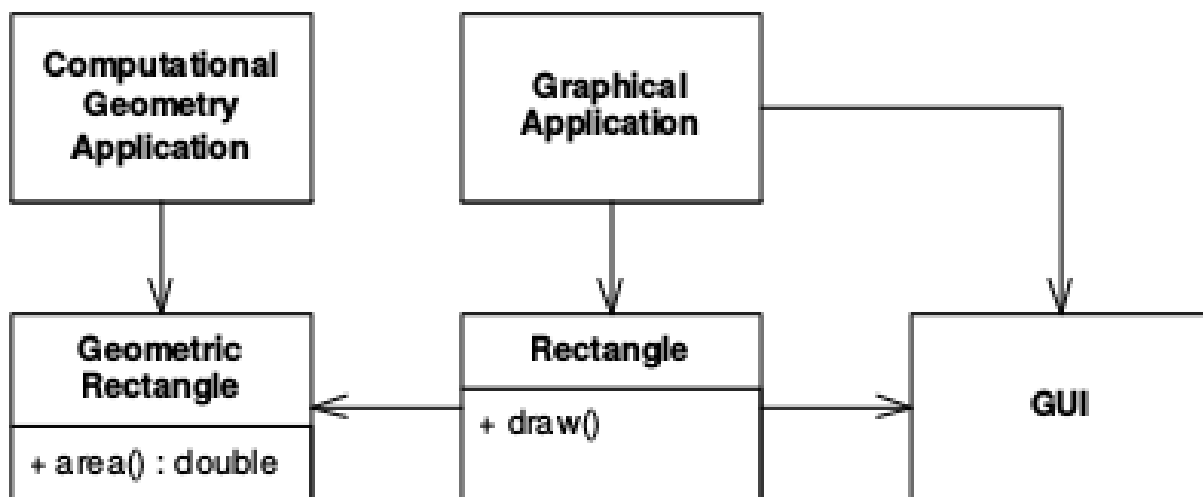 Computational
Geometry
Application
Graphical
Application
Geometric
Rectangle
+ area() : double
Rectangle
+ draw()
GUI